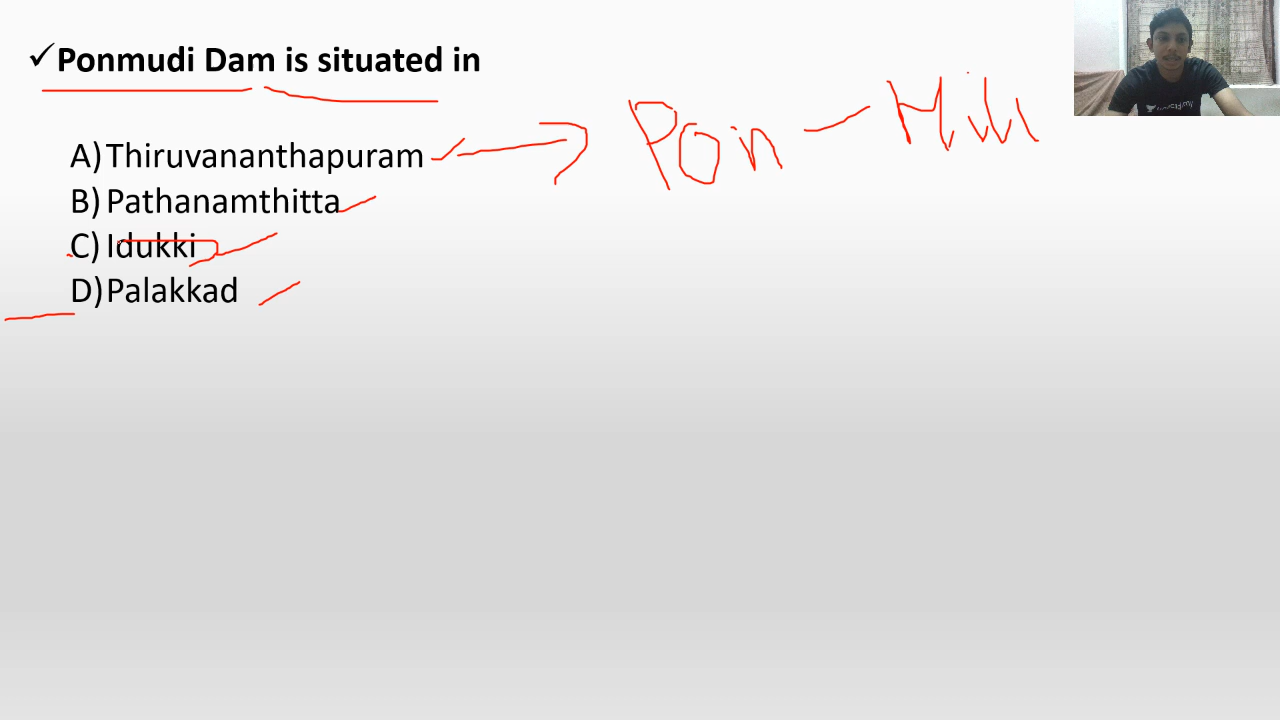 ✓Ponmudi Dam is situated in
A) Thiruvananthapuram
B) Pathanamthitta
C) Idukki
D) Palakkad
Pon - Hill